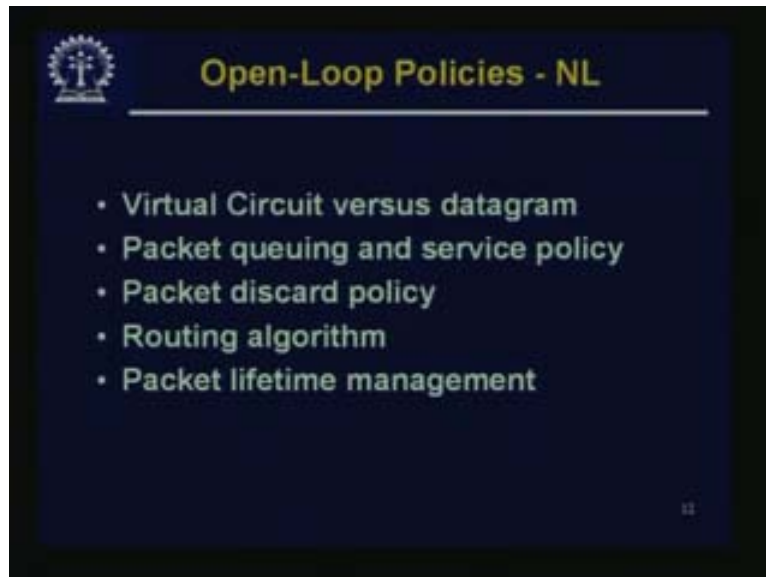 Open-Loop Policies - NL
• Virtual Circuit versus datagram
• Packet queuing and service policy
• Packet discard policy
• Routing algorithm
• Packet lifetime management